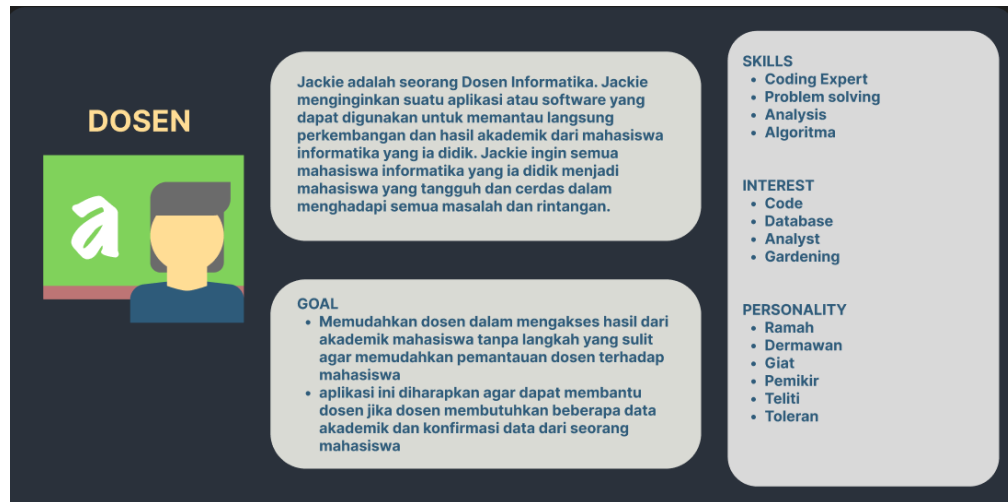 DOSEN
a
Jackie adalah seorang Dosen Informatika. Jackie
menginginkan suatu aplikasi atau software yang
dapat digunakan untuk memantau langsung
perkembangan dan hasil akademik dari mahasiswa
informatika yang ia didik. Jackie ingin semua
mahasiswa informatika yang ia didik menjadi
mahasiswa yang tangguh dan cerdas dalam
menghadapi semua masalah dan rintangan.
GOAL
• Memudahkan dosen dalam mengakses hasil dari
akademik mahasiswa tanpa langkah yang sulit
agar memudahkan pemantauan dosen terhadap
mahasiswa
• aplikasi ini diharapkan agar dapat membantu
dosen jika dosen membutuhkan beberapa data
akademik dan konfirmasi data dari seorang
mahasiswa
SKILLS
• Coding Expert
• Problem solving
• Analysis
• Algoritma
INTEREST
• Code
• Database
• Analyst
• Gardening
PERSONALITY
• Ramah
• Dermawan
• Giat
• Pemikir
• Teliti
• Toleran